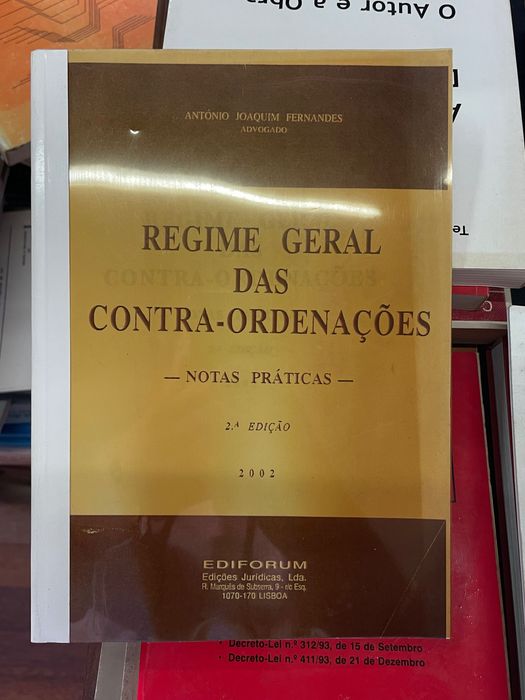 O Autor e a Obra
ANTÓNIO JOAQUIM FERNANDES
ADVOGADO
REGIME GERAL
DAS
CONTRA-ORDENAÇÕES
— NOTAS PRÁTICAS —
2.ª EDIÇÃO
2002
EDIFORUM
Edições Jurídicas, Lda.
R. Marquês de Subserra, 9 - r/c Esq.
1070-170 LISBOA
• Decreto-Lei n.º 312/93, de 15 de Setembro
• Decreto-Lei n.º 411/93, de 21 de Dezembro